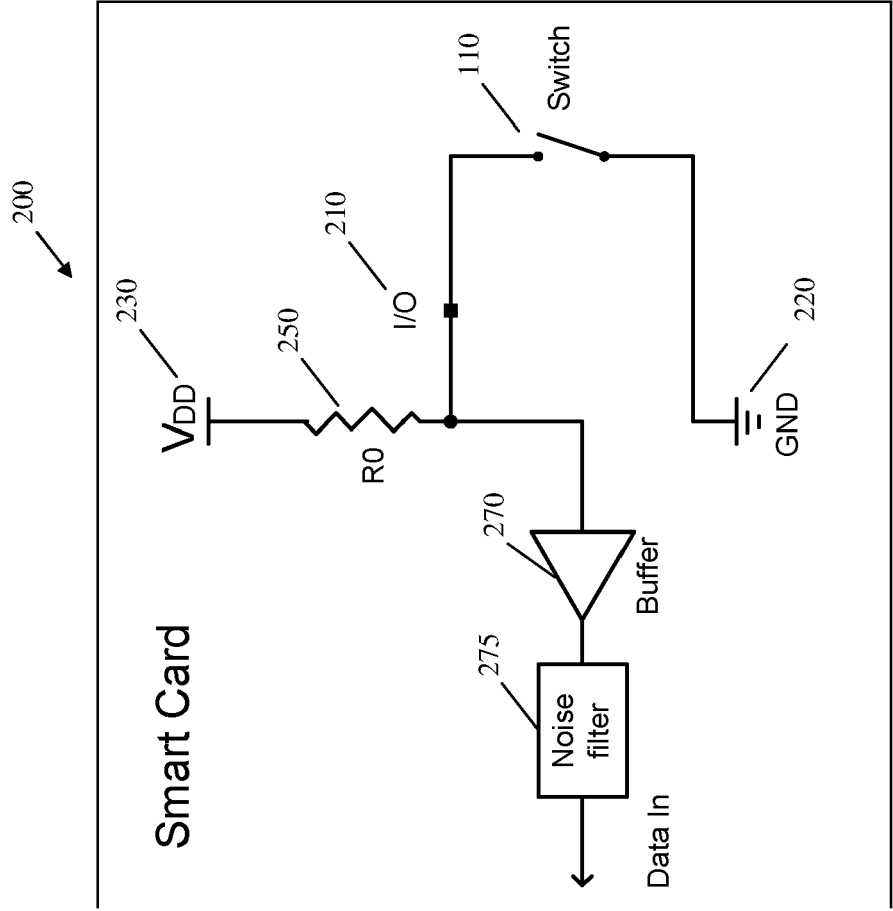 200
Smart Card
230
VDD
250
R0
210
I/O
110
Switch
270
Buffer
275
Noise
filter
Data In
220
GND